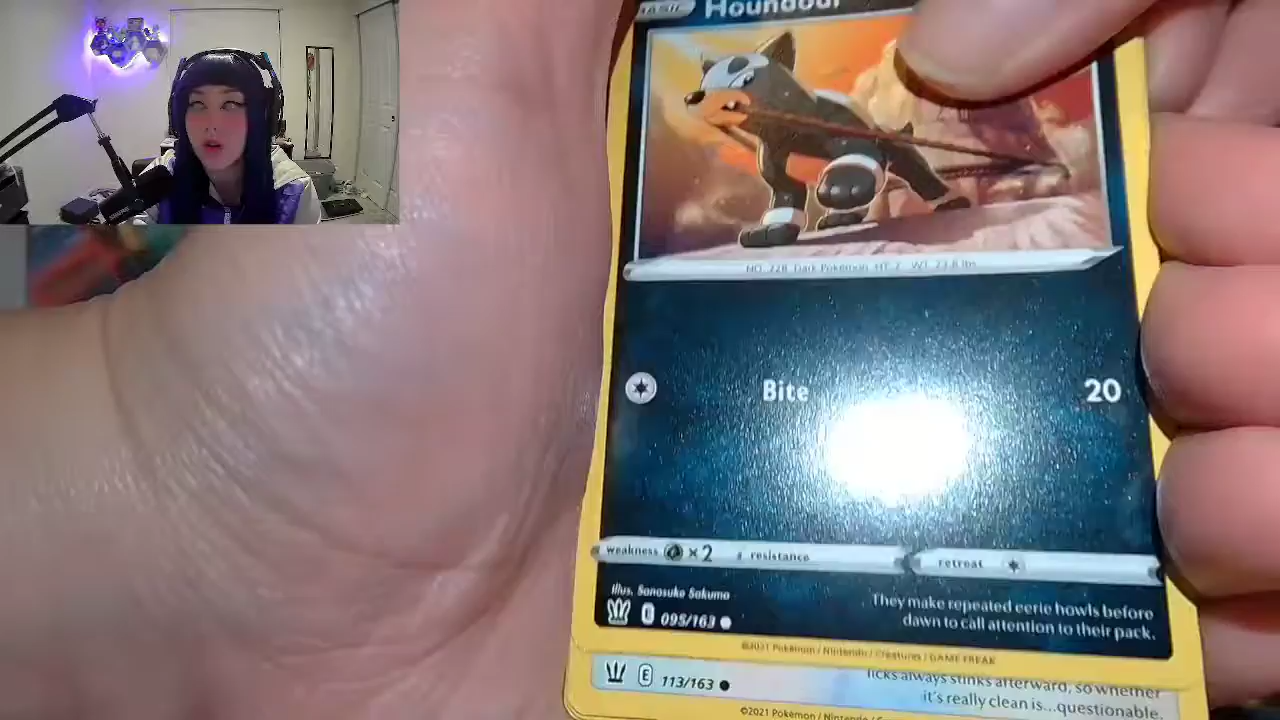 BASIC Houndour
NO. 228 Dark Pokémon HT: 2' WT: 23.8 lbs
Bite 20
weakness ×2 resistance retreat
Illus. Sanosuke Sakuma
They make repeated eerie howls before
dawn to call attention to their pack.
095/163
©2021 Pokémon / Nintendo / Creatures / GAME FREAK
licks always stinks afterward, so whether
E 113/163
it's really clean is...questionable.
©2021 Pokémon / Nintendo /